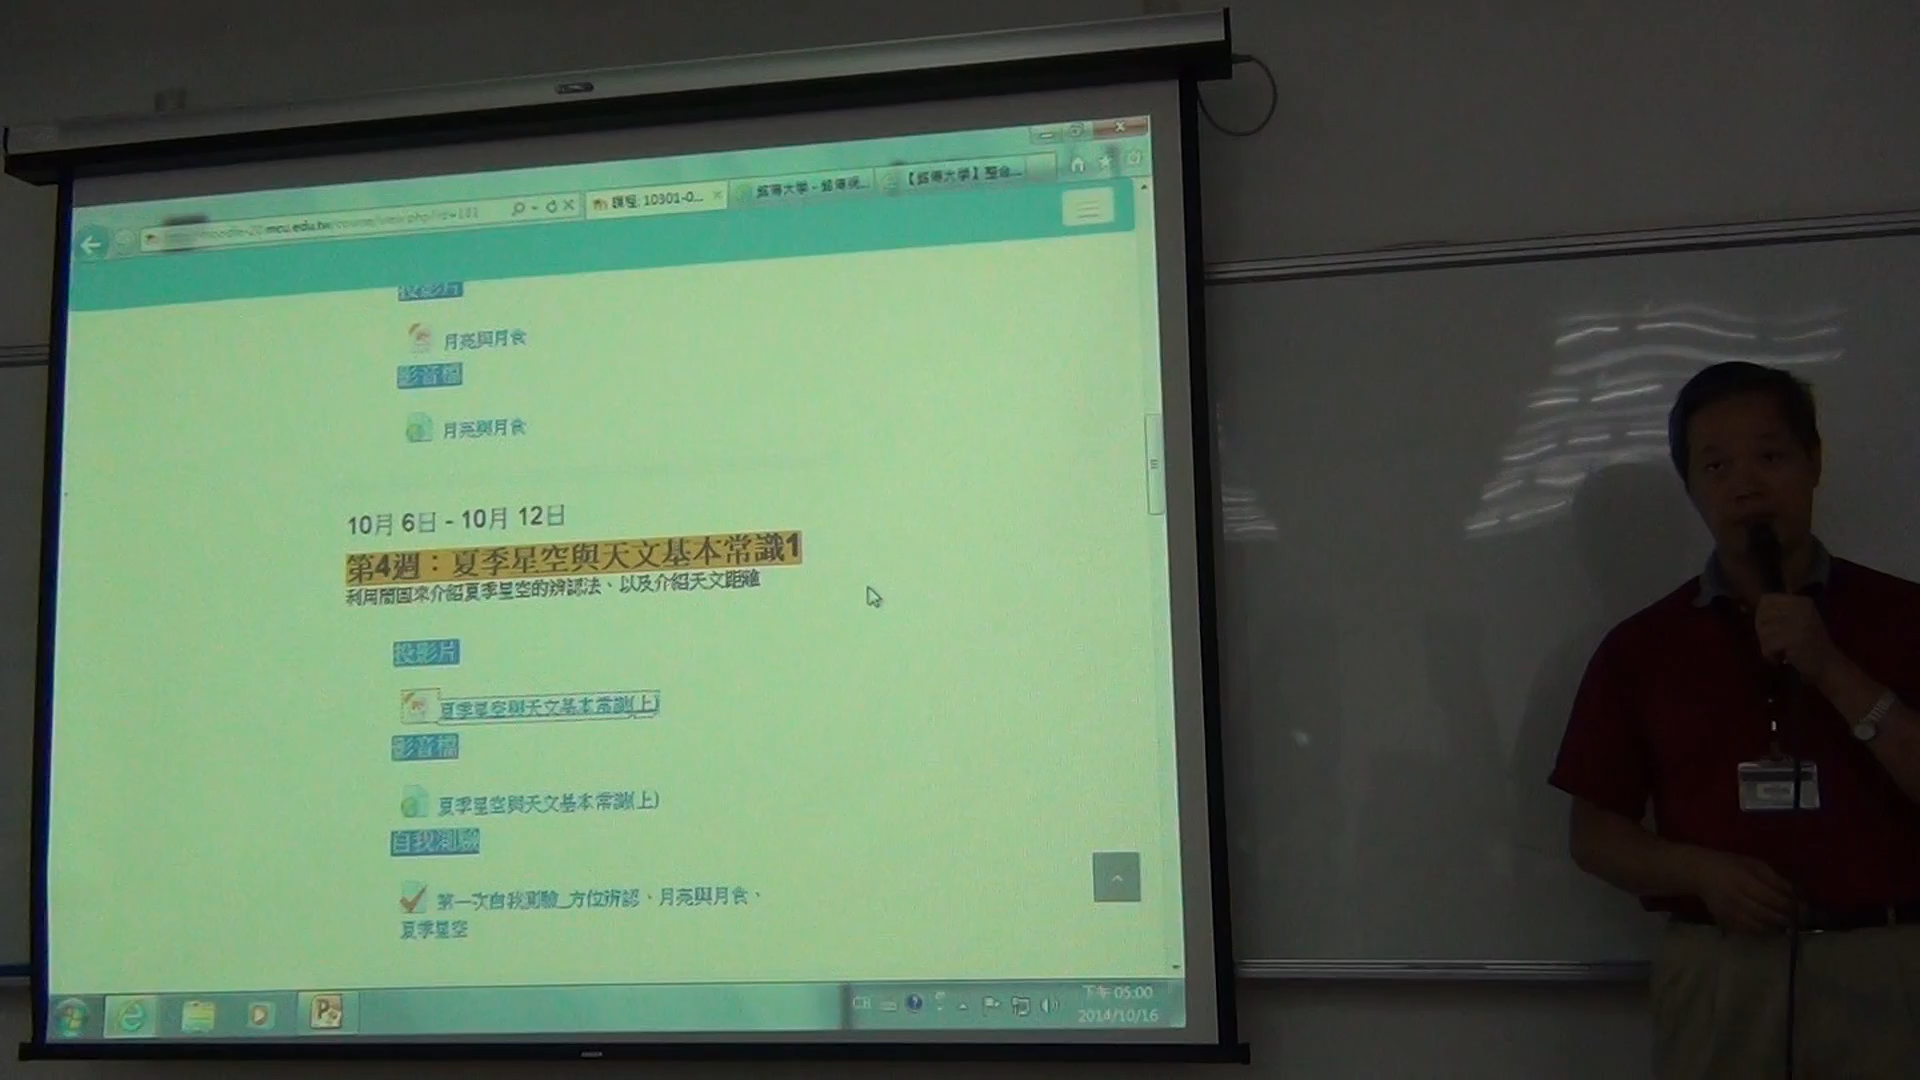 課程: 10301-0...
銘傳大學 - 銘傳視...
【銘傳大學】整合...
投影片
月亮與月食
影音檔
月亮與月食
10月 6日 - 10月 12日
第4週：夏季星空與天文基本常識1
利用簡圖來介紹夏季星空的辨認法、以及介紹天文距離
投影片
夏季星空與天文基本常識(上)
影音檔
夏季星空與天文基本常識(上)
自我測驗
第一次自我測驗_方位辨認、月亮與月食、
夏季星空
CH
下午 05:00
2014/10/16